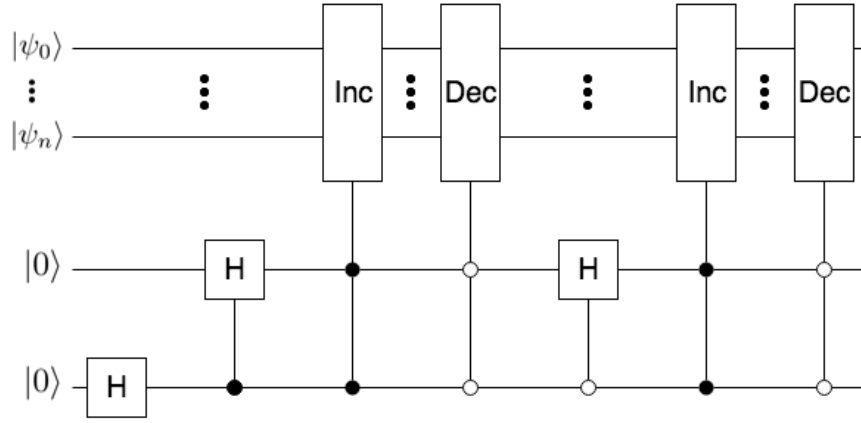 |ψ₀⟩
Inc Dec Inc Dec
|ψₙ⟩
|0⟩ H H
|0⟩ H